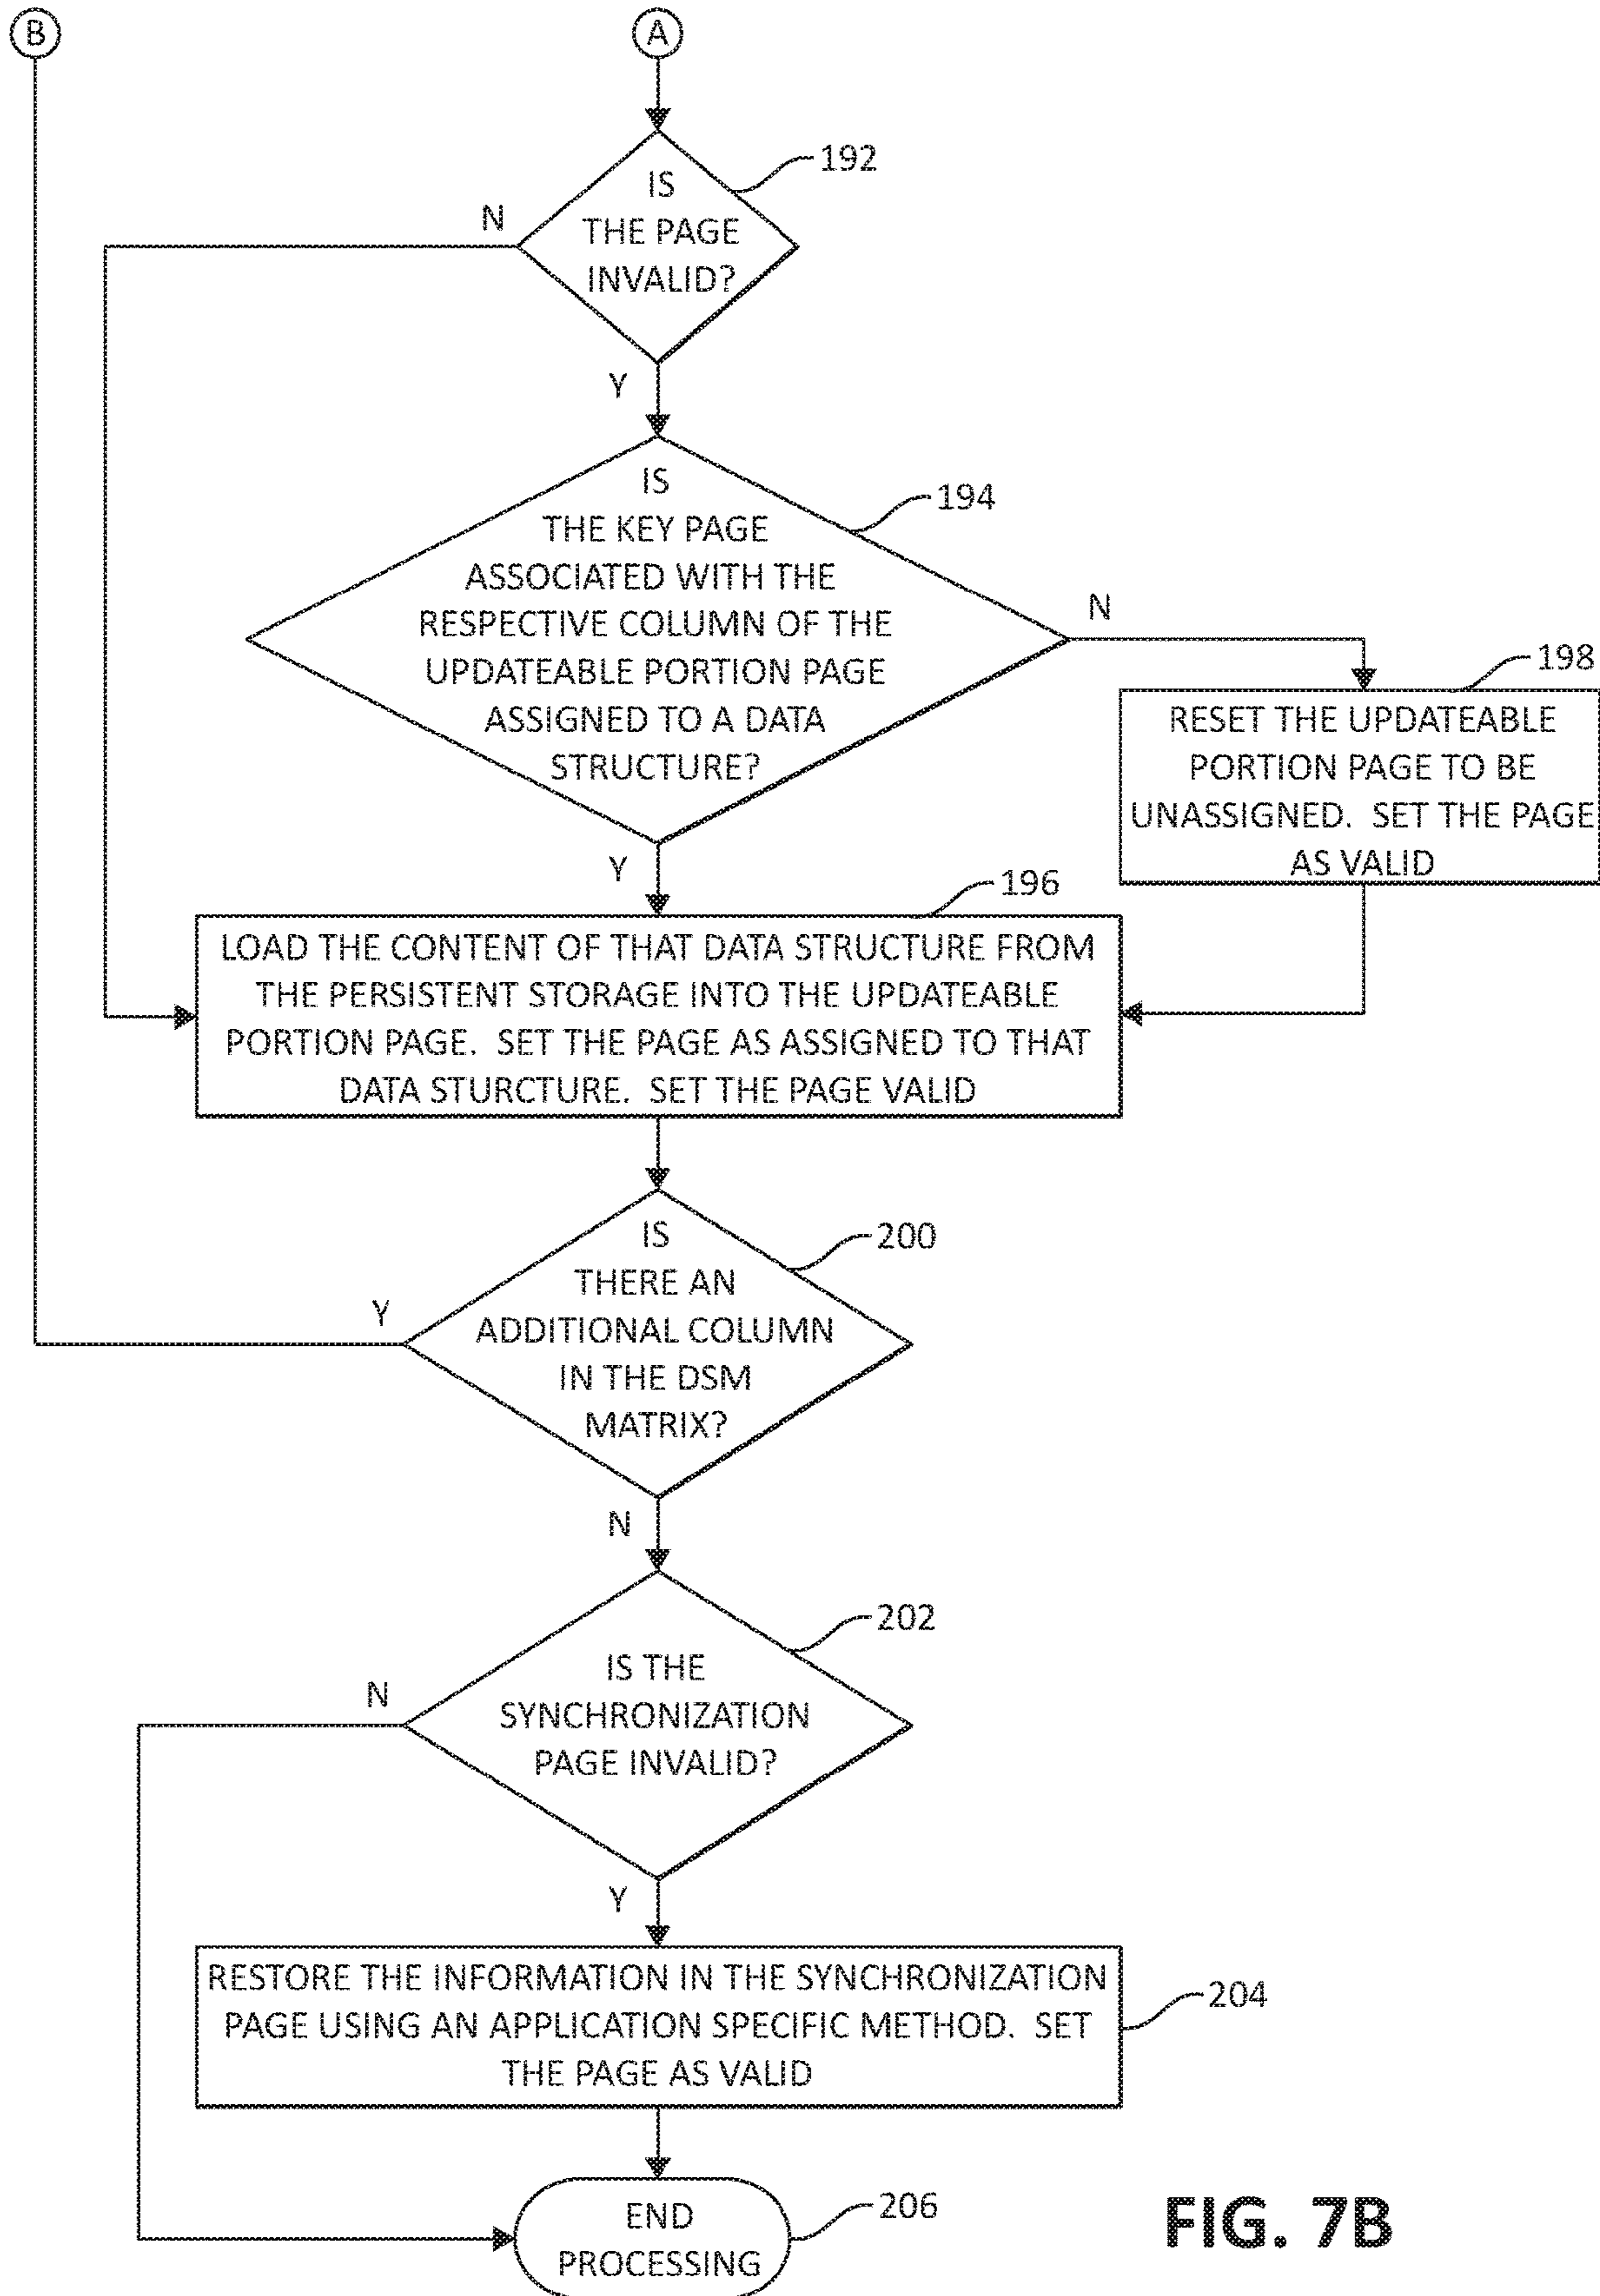 B
A
192
IS
THE PAGE
INVALID?
N
Y
194
IS
THE KEY PAGE
ASSOCIATED WITH THE
RESPECTIVE COLUMN OF THE
UPDATEABLE PORTION PAGE
ASSIGNED TO A DATA
STRUCTURE?
N
Y
198
RESET THE UPDATEABLE
PORTION PAGE TO BE
UNASSIGNED. SET THE PAGE
AS VALID
196
LOAD THE CONTENT OF THAT DATA STRUCTURE FROM
THE PERSISTENT STORAGE INTO THE UPDATEABLE
PORTION PAGE. SET THE PAGE AS ASSIGNED TO THAT
DATA STURCTURE. SET THE PAGE VALID
200
IS
THERE AN
ADDITIONAL COLUMN
IN THE DSM
MATRIX?
Y
N
202
IS THE
SYNCHRONIZATION
PAGE INVALID?
N
Y
RESTORE THE INFORMATION IN THE SYNCHRONIZATION
PAGE USING AN APPLICATION SPECIFIC METHOD. SET
THE PAGE AS VALID
204
END
PROCESSING
206
FIG. 7B